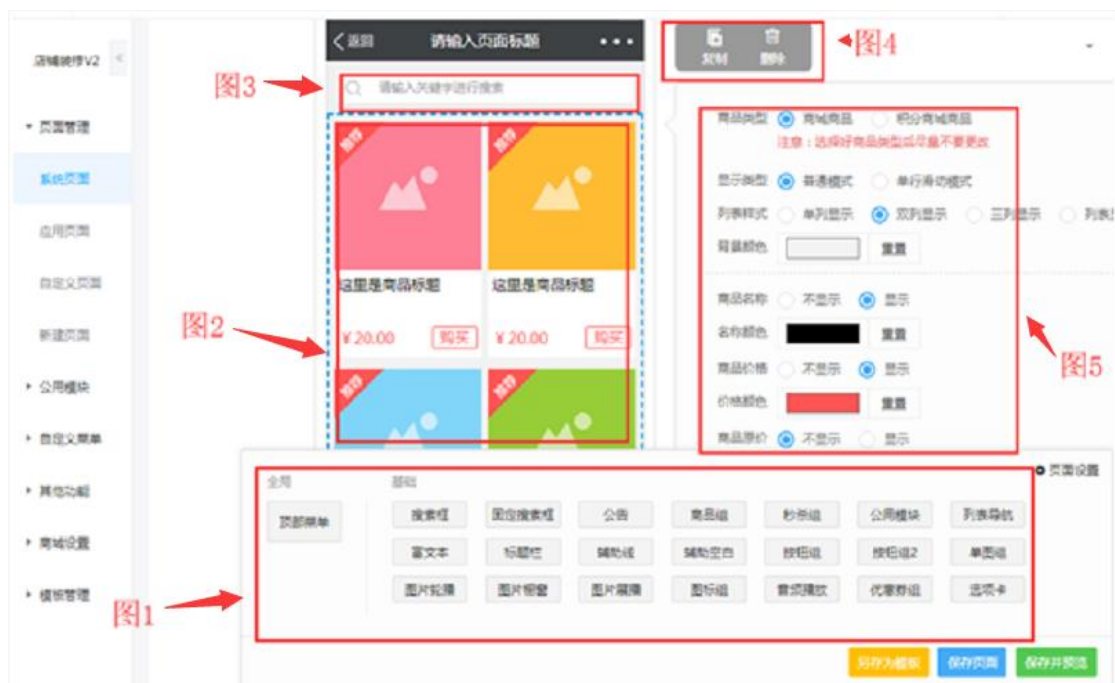 店铺装修V2 <
页面管理
系统页面
应用页面
自定义页面
新建页面
公用模块
自定义菜单
其他功能
商城设置
模板管理
返回 请输入页面标题
请输入关键字进行搜索
图3
推荐 推荐
这里是商品标题 这里是商品标题
¥20.00 购买 ¥20.00 购买
推荐 推荐
图2
复制 删除
图4
商品类型 商城商品 积分商城商品
注意：选择好商品类型后尽量不要更改
显示类型 普通模式 单行滑动模式
列表样式 单列显示 双列显示 三列显示 列表显
背景颜色 重置
商品名称 不显示 显示
名称颜色 重置
商品价格 不显示 显示
价格颜色 重置
商品原价 不显示 显示
图5
页面设置
全局 基础
顶部菜单
搜索框 固定搜索框 公告 商品组 秒杀组 公用模块 列表导航
富文本 标题栏 辅助线 辅助空白 按钮组 按钮组2 单图组
图片轮播 图片橱窗 图片展播 图标组 音频播放 优惠券组 选项卡
图1
另存为模板 保存页面 保存并预览